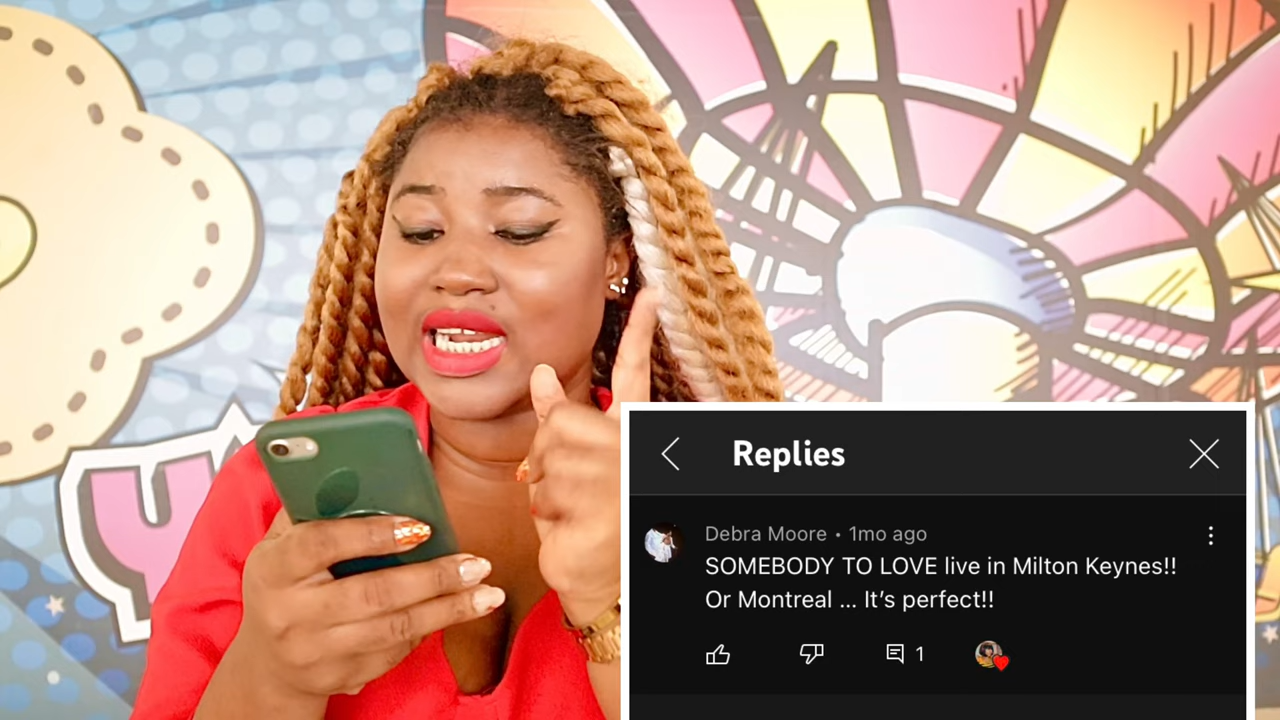 Y
Replies
Debra Moore • 1mo ago
SOMEBODY TO LOVE live in Milton Keynes!!
Or Montreal ... It's perfect!!
1